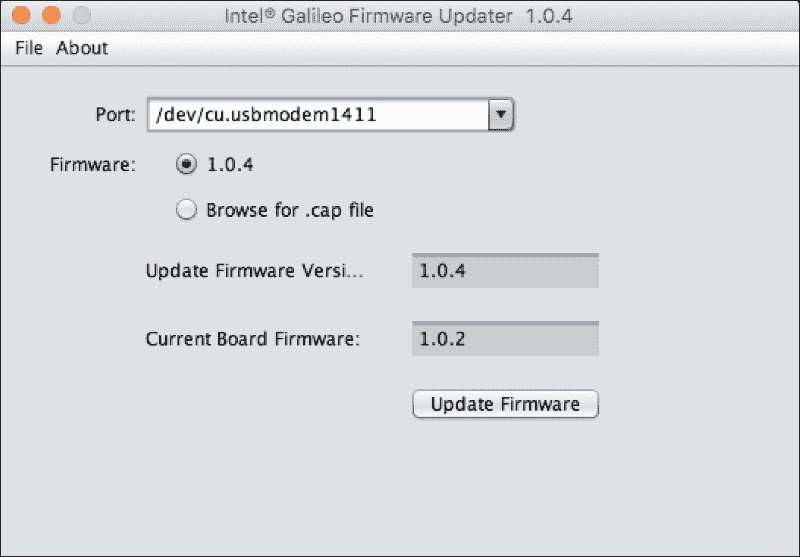 Intel® Galileo Firmware Updater 1.0.4
File About
Port: /dev/cu.usbmodem1411
Firmware: 1.0.4
Browse for .cap file
Update Firmware Versi... 1.0.4
Current Board Firmware: 1.0.2
Update Firmware